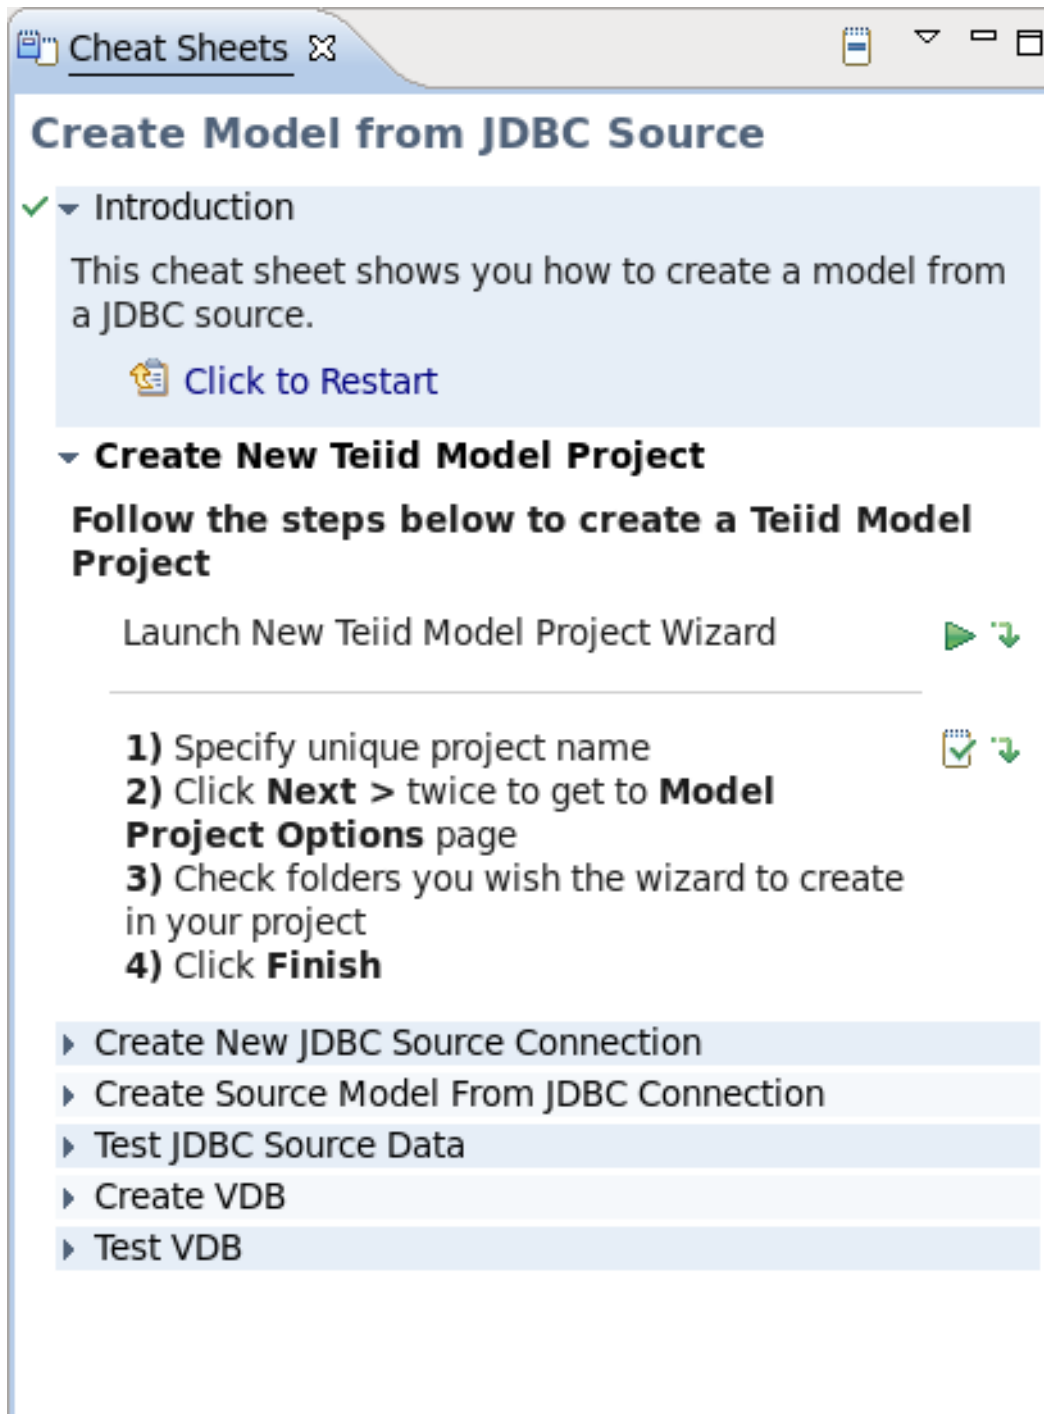 Cheat Sheets
Create Model from JDBC Source
Introduction
This cheat sheet shows you how to create a model from
a JDBC source.
Click to Restart
Create New Teiid Model Project
Follow the steps below to create a Teiid Model
Project
Launch New Teiid Model Project Wizard
1) Specify unique project name
2) Click Next > twice to get to Model
Project Options page
3) Check folders you wish the wizard to create
in your project
4) Click Finish
Create New JDBC Source Connection
Create Source Model From JDBC Connection
Test JDBC Source Data
Create VDB
Test VDB